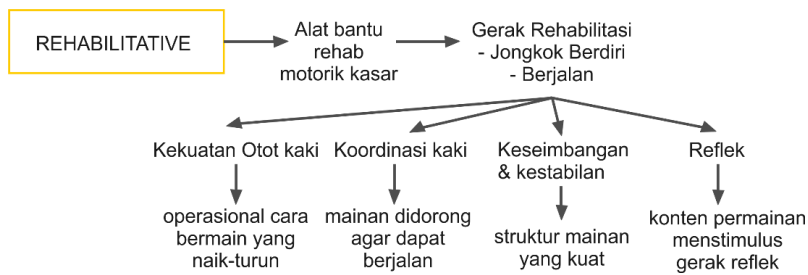 REHABILITATIVE
Alat bantu
rehab
motorik kasar
Gerak Rehabilitasi
- Jongkok Berdiri
- Berjalan
Kekuatan Otot kaki
Koordinasi kaki
Keseimbangan
& kestabilan
Reflek
operasional cara
bermain yang
naik-turun
mainan didorong
agar dapat
berjalan
struktur mainan
yang kuat
konten permainan
menstimulus
gerak reflek